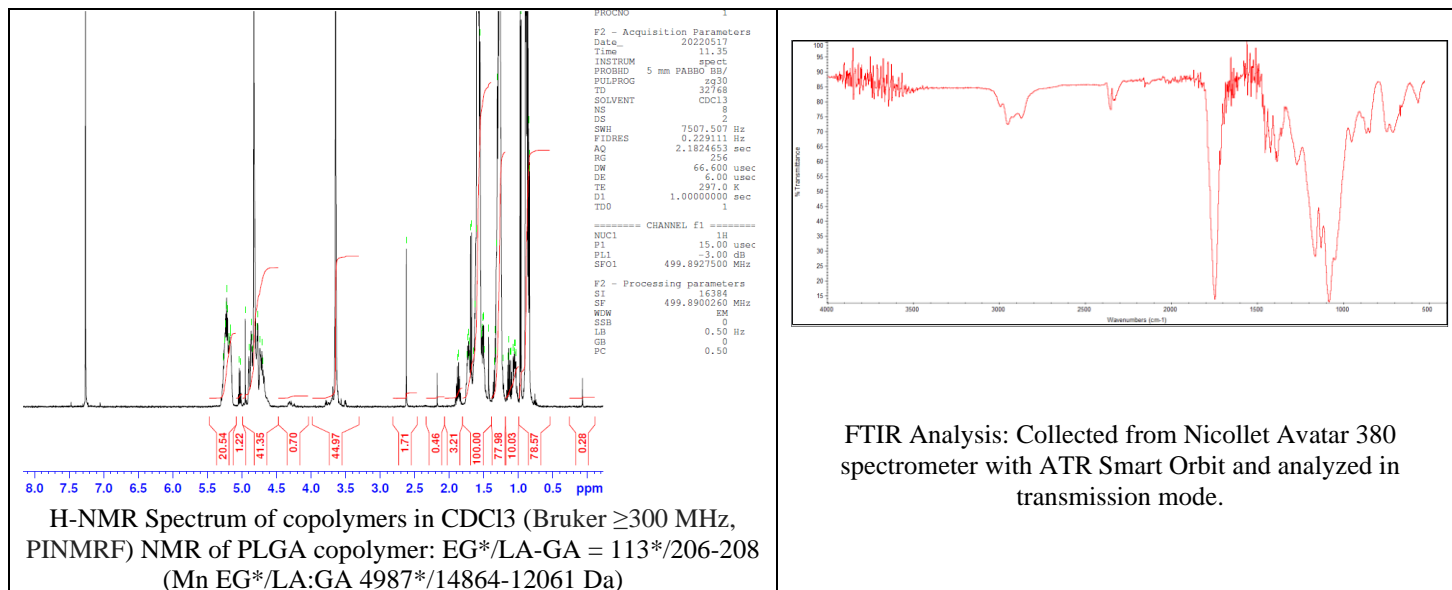 PROCNO 1
F2 - Acquisition Parameters
Date_ 20220517
Time 11.35
INSTRUM spect
PROBHD 5 mm PABBO BB/
PULPROG zg30
TD 32768
SOLVENT CDCl3
NS 8
DS 2
SWH 7507.507 Hz
FIDRES 0.229111 Hz
AQ 2.1824653 sec
RG 256
DW 66.600 usec
DE 6.00 usec
TE 297.0 K
D1 1.00000000 sec
TD0 1
======== CHANNEL f1 ========
NUC1 1H
P1 15.00 usec
PL1 -3.00 dB
SFO1 499.8927500 MHz
F2 - Processing parameters
SI 16384
SF 499.8900260 MHz
WDW EM
SSB 0
LB 0.50 Hz
GB 0
PC 0.50
20.54 1.22 41.35 0.70 44.97 1.71 0.46 3.21 100.00 77.98 10.03 78.57 0.28
8.0 7.5 7.0 6.5 6.0 5.5 5.0 4.5 4.0 3.5 3.0 2.5 2.0 1.5 1.0 0.5 ppm
H-NMR Spectrum of copolymers in CDCl3 (Bruker ≥300 MHz,
PINMRF) NMR of PLGA copolymer: EG*/LA-GA = 113*/206-208
(Mn EG*/LA:GA 4987*/14864-12061 Da)
100
95
90
85
80
75
70
65
60
55
50
45
40
35
30
25
20
15
% Transmittance
4000 3500 3000 2500 2000 1500 1000 500
Wavenumbers (cm-1)
FTIR Analysis: Collected from Nicollet Avatar 380
spectrometer with ATR Smart Orbit and analyzed in
transmission mode.